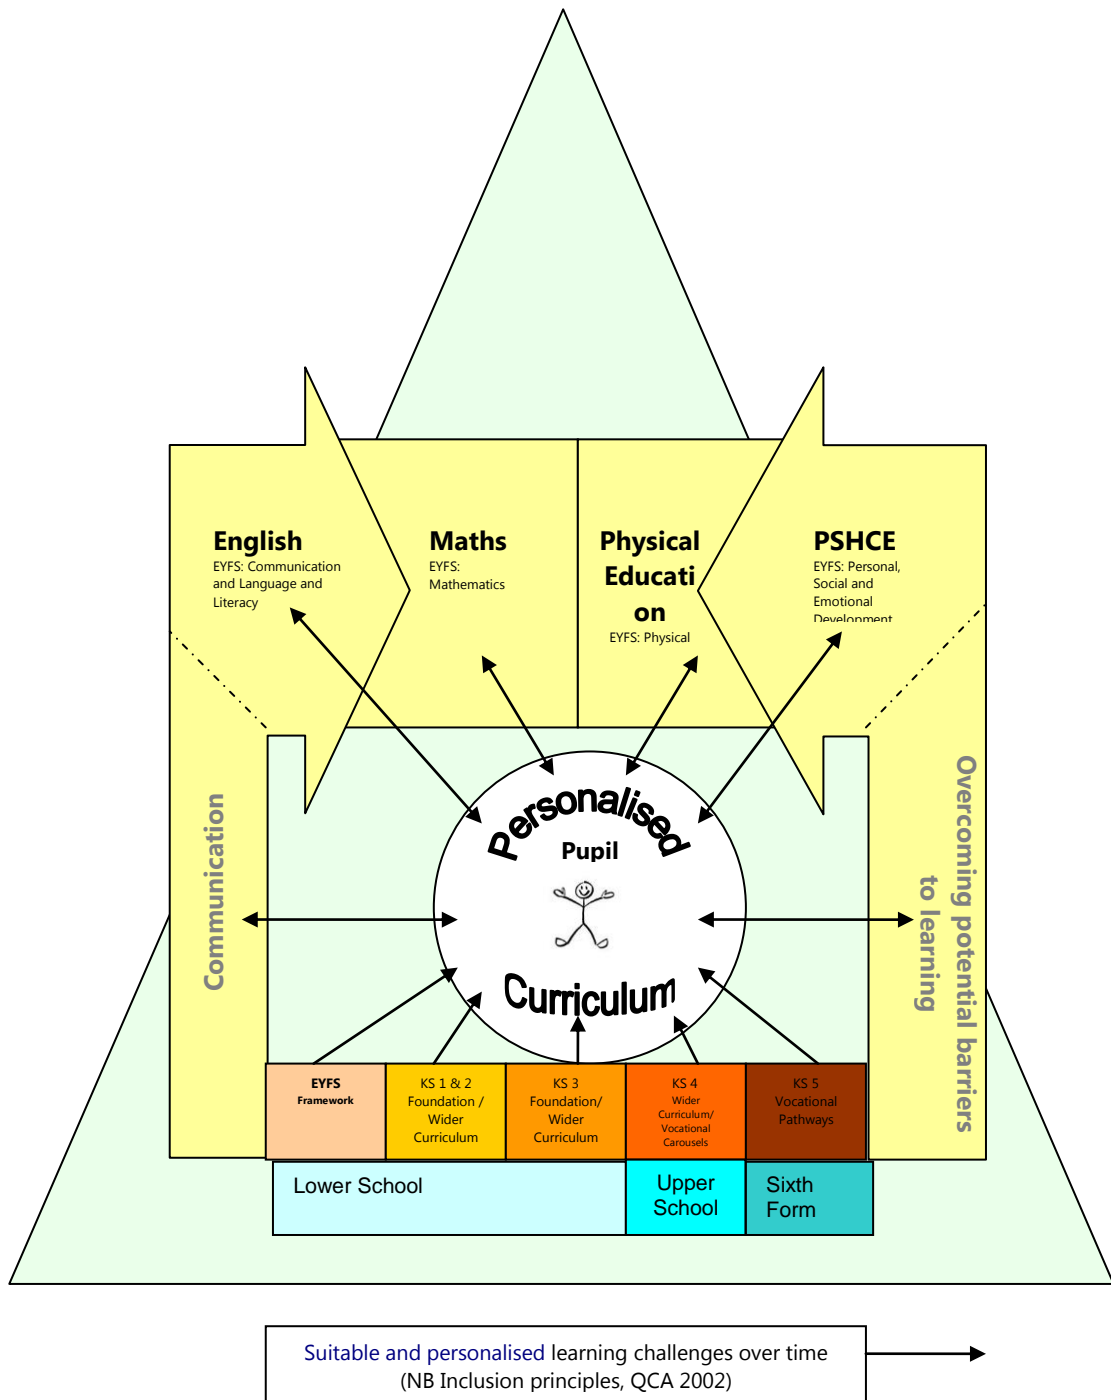 English
EYFS: Communication
and Language and
Literacy
Maths
EYFS:
Mathematics
Physical
Educati
on
EYFS: Physical
PSHCE
EYFS: Personal,
Social and
Emotional
Development
Communication
Overcoming potential barriers
to learning
Personalised
Pupil
Curriculum
EYFS
Framework
KS 1 & 2
Foundation /
Wider
Curriculum
KS 3
Foundation/
Wider
Curriculum
KS 4
Wider
Curriculum/
Vocational
Carousels
KS 5
Vocational
Pathways
Lower School
Upper
School
Sixth
Form
Suitable and personalised learning challenges over time
(NB Inclusion principles, QCA 2002)